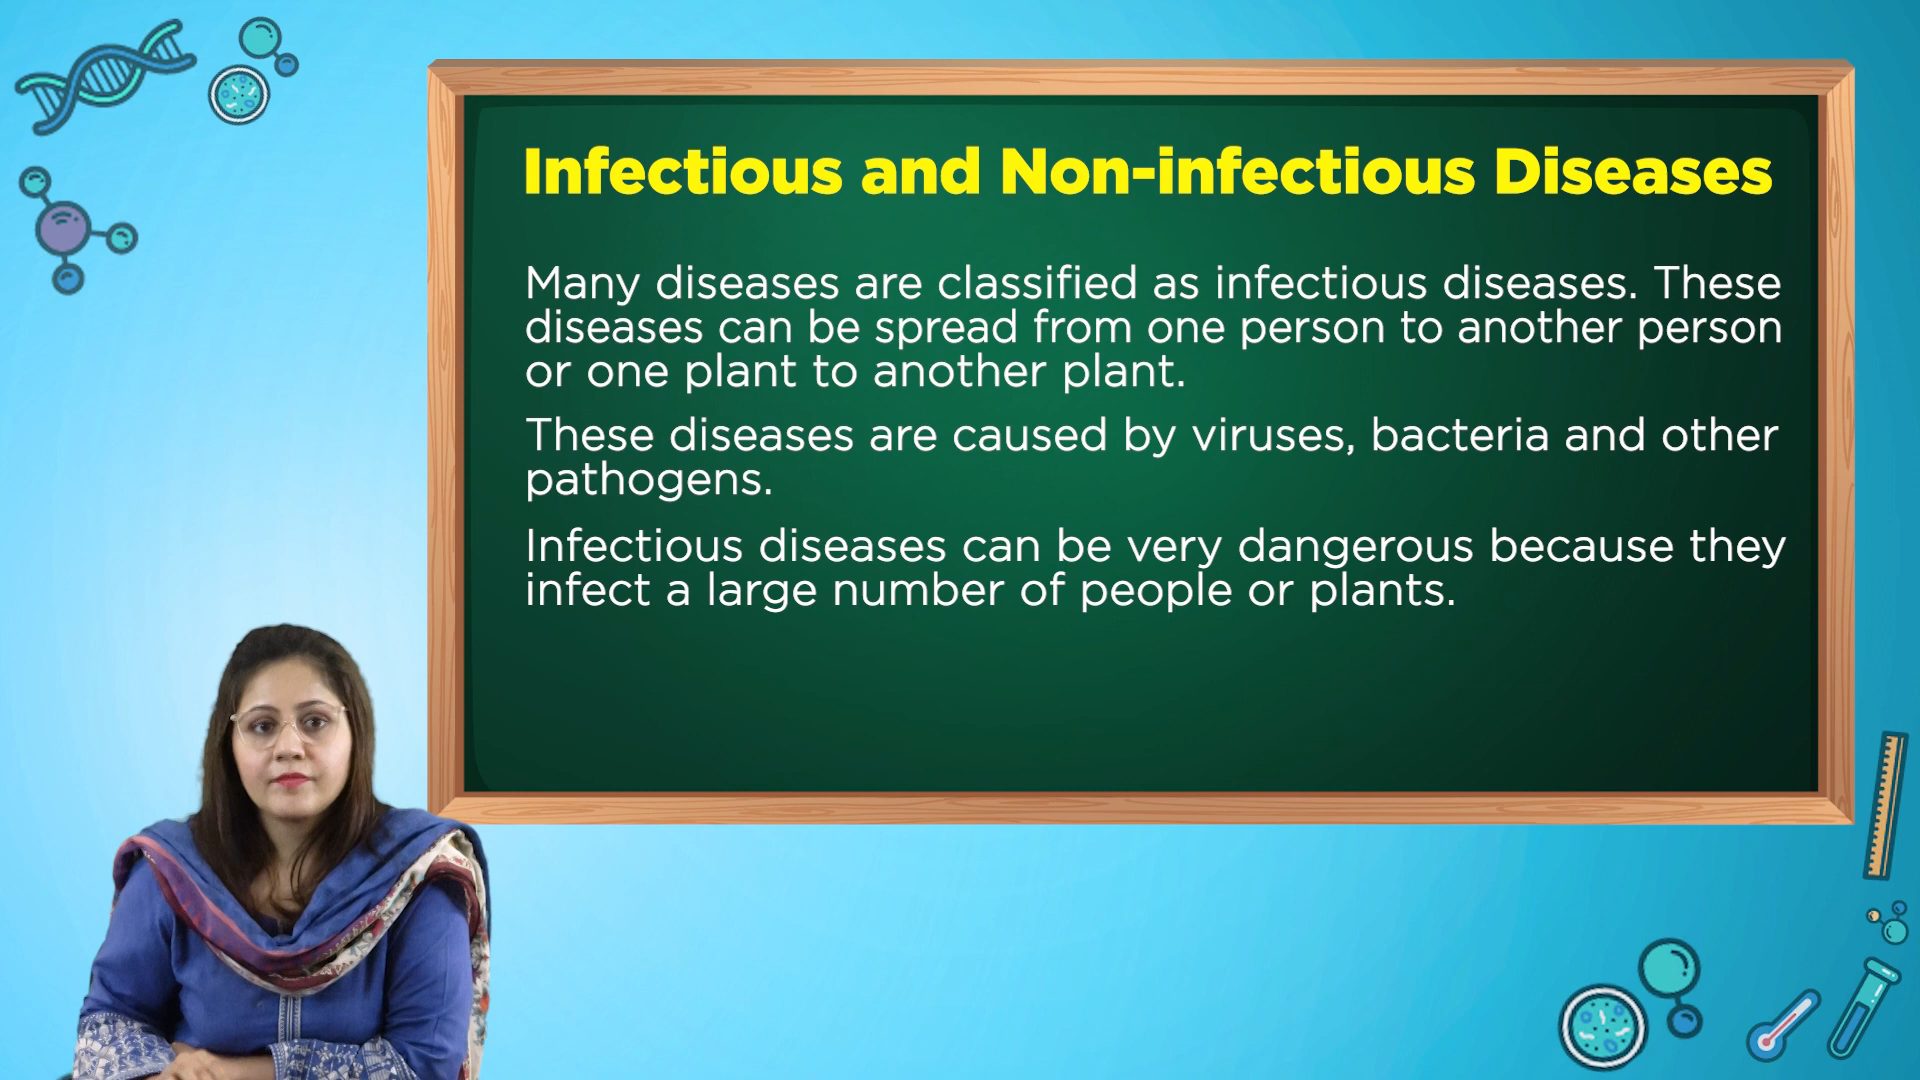 Infectious and Non-infectious Diseases
Many diseases are classified as infectious diseases. These
diseases can be spread from one person to another person
or one plant to another plant.
These diseases are caused by viruses, bacteria and other
pathogens.
Infectious diseases can be very dangerous because they
infect a large number of people or plants.